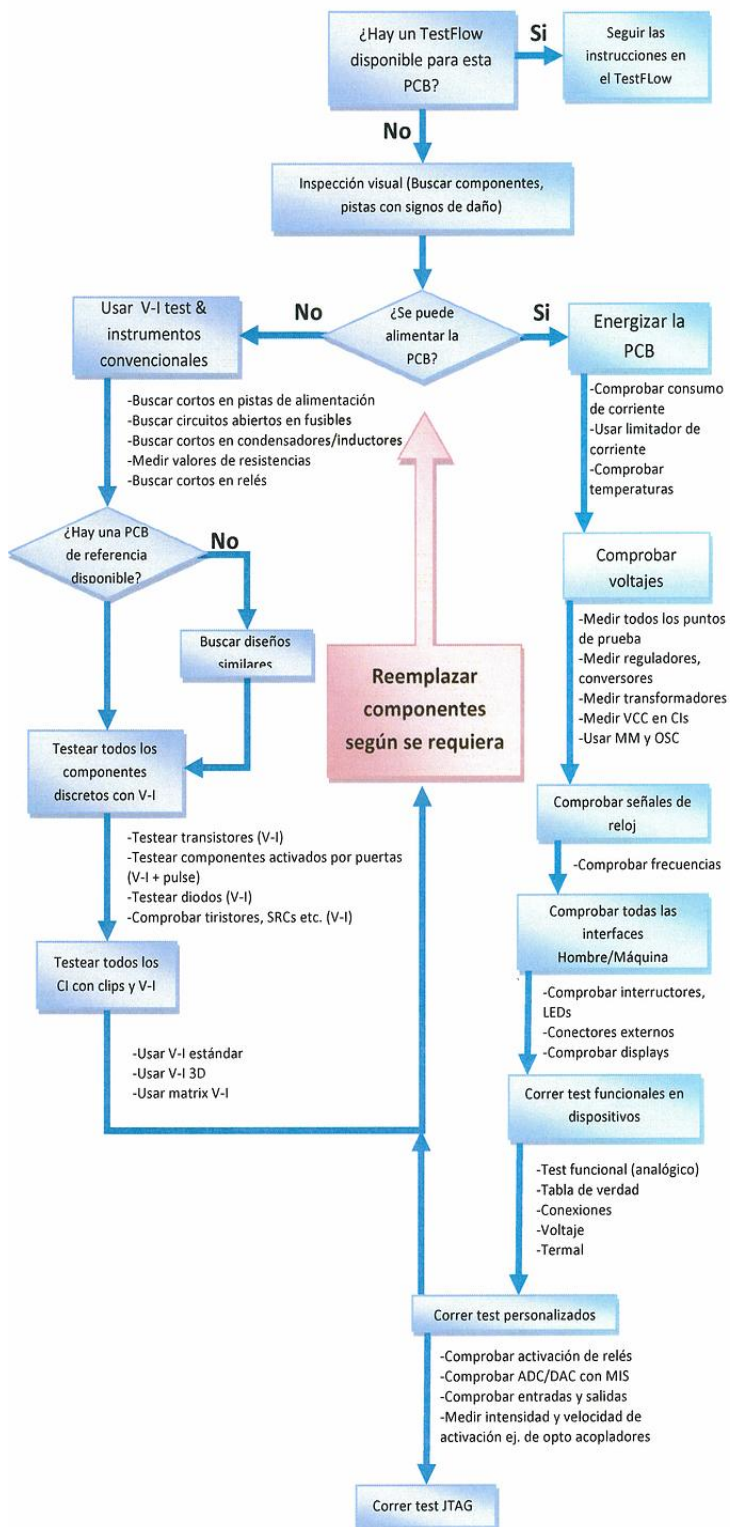 ¿Hay un TestFlow
disponible para esta
PCB?
Si
Seguir las
instrucciones en
el TestFLow
No
Inspección visual (Buscar componentes,
pistas con signos de daño)
¿Se puede
alimentar la
PCB?
No
Si
Usar V-I test &
instrumentos
convencionales
-Buscar cortos en pistas de alimentación
-Buscar circuitos abiertos en fusibles
-Buscar cortos en condensadores/inductores
-Medir valores de resistencias
-Buscar cortos en relés
¿Hay una PCB
de referencia
disponible?
No
Buscar diseños
similares
Testear todos los
componentes
discretos con V-I
-Testear transistores (V-I)
-Testear componentes activados por puertas
(V-I + pulse)
-Testear diodos (V-I)
-Comprobar tiristores, SRCs etc. (V-I)
Testear todos los
CI con clips y V-I
-Usar V-I estándar
-Usar V-I 3D
-Usar matrix V-I
Reemplazar
componentes
según se requiera
Energizar la
PCB
-Comprobar consumo
de corriente
-Usar limitador de
corriente
-Comprobar
temperaturas
Comprobar
voltajes
-Medir todos los puntos
de prueba
-Medir reguladores,
conversores
-Medir transformadores
-Medir VCC en CIs
-Usar MM y OSC
Comprobar señales de
reloj
-Comprobar frecuencias
Comprobar todas las
interfaces
Hombre/Máquina
-Comprobar interructores,
LEDs
-Conectores externos
-Comprobar displays
Correr test funcionales en
dispositivos
-Test funcional (analógico)
-Tabla de verdad
-Conexiones
-Voltaje
-Termal
Correr test personalizados
-Comprobar activación de relés
-Comprobar ADC/DAC con MIS
-Comprobar entradas y salidas
-Medir intensidad y velocidad de
activación ej. de opto acopladores
Correr test JTAG